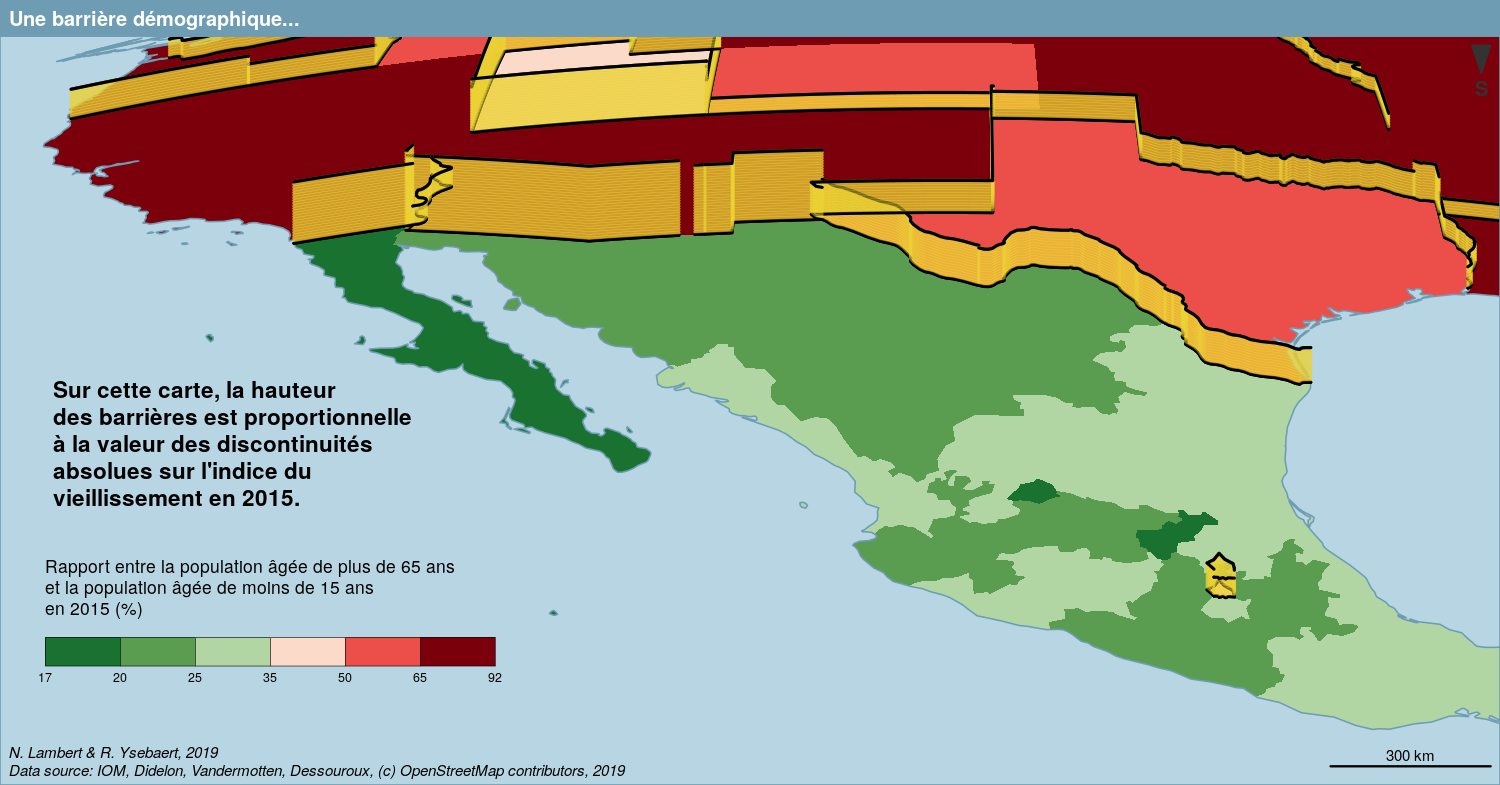 Une barrière démographique...
S
Sur cette carte, la hauteur
des barrières est proportionnelle
à la valeur des discontinuités
absolues sur l'indice du
vieillissement en 2015.
Rapport entre la population âgée de plus de 65 ans
et la population âgée de moins de 15 ans
en 2015 (%)
17 20 25 35 50 65 92
N. Lambert & R. Ysebaert, 2019
Data source: IOM, Didelon, Vandermotten, Dessouroux, (c) OpenStreetMap contributors, 2019
300 km